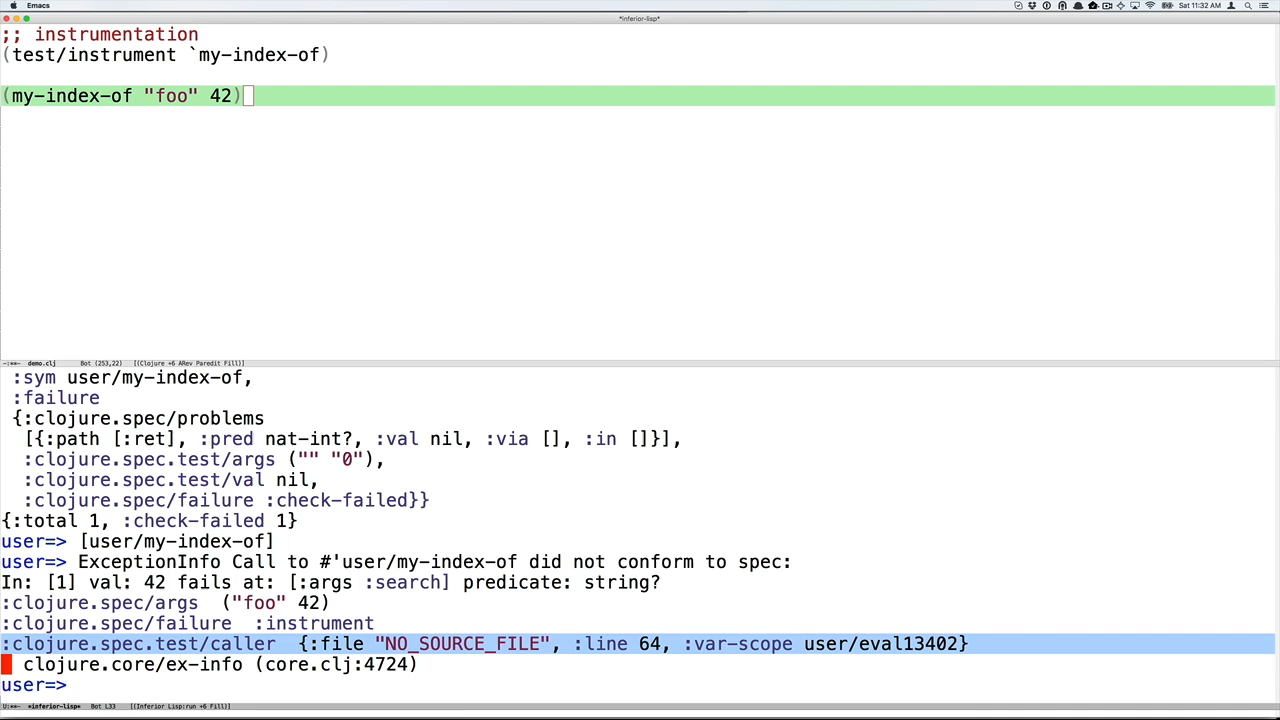 Emacs
Sat 11:32 AM
*inferior-lisp*
;; instrumentation
(test/instrument `my-index-of)
(my-index-of "foo" 42)
-:**- demo.clj Bot (253,22) [(Clojure +6 ARev Paredit Fill)]
:sym user/my-index-of,
:failure
{:clojure.spec/problems
[{:path [:ret], :pred nat-int?, :val nil, :via [], :in []}],
:clojure.spec.test/args ("" "0"),
:clojure.spec.test/val nil,
:clojure.spec/failure :check-failed}}
{:total 1, :check-failed 1}
user=> [user/my-index-of]
user=> ExceptionInfo Call to #'user/my-index-of did not conform to spec:
In: [1] val: 42 fails at: [:args :search] predicate: string?
:clojure.spec/args ("foo" 42)
:clojure.spec/failure :instrument
:clojure.spec.test/caller {:file "NO_SOURCE_FILE", :line 64, :var-scope user/eval13402}
clojure.core/ex-info (core.clj:4724)
user=>
U:**- *inferior-lisp* Bot L33 [(Inferior Lisp:run +6 Fill)]